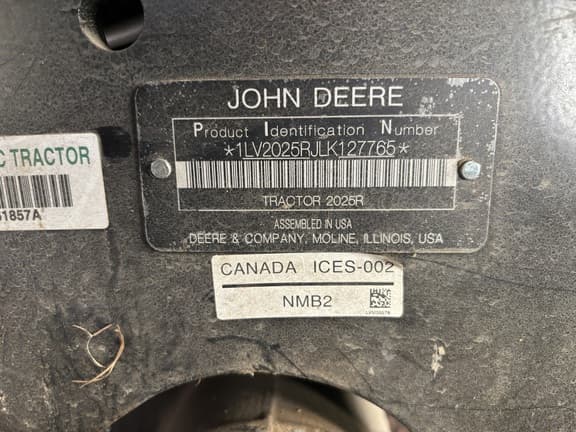 JOHN DEERE
Product Identification Number
*1LV2025RJLK127765*
TRACTOR 2025R
ASSEMBLED IN USA
DEERE & COMPANY, MOLINE, ILLINOIS, USA
C TRACTOR
1857A
CANADA ICES-002
NMB2